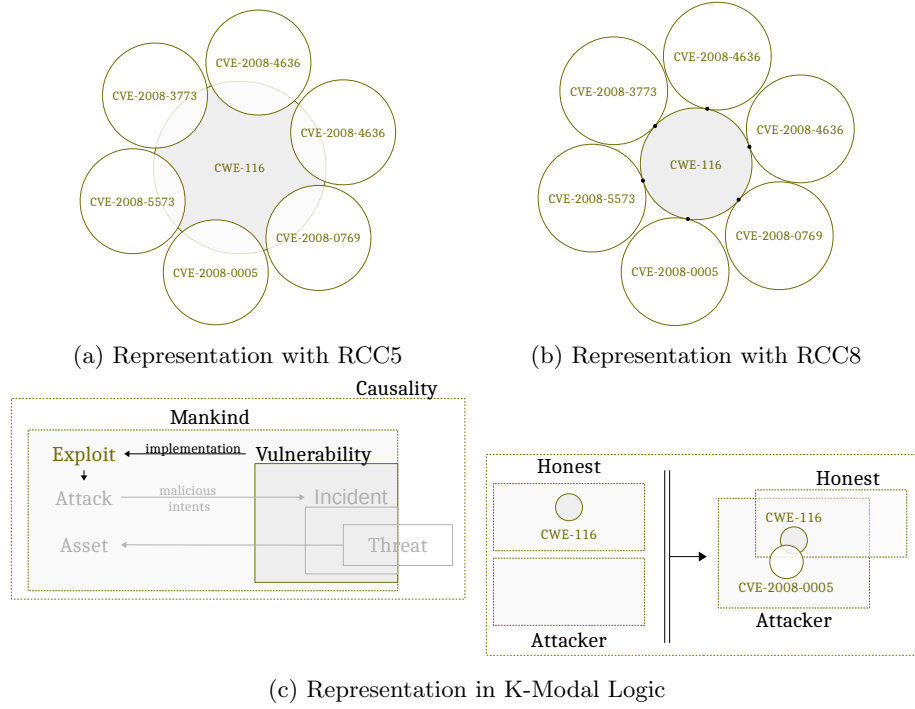 CVE-2008-4636
CVE-2008-3773
CVE-2008-4636
CWE-116
CVE-2008-5573
CVE-2008-0769
CVE-2008-0005
(a) Representation with RCC5
CVE-2008-4636
CVE-2008-3773
CVE-2008-4636
CWE-116
CVE-2008-5573
CVE-2008-0769
CVE-2008-0005
(b) Representation with RCC8
Causality
Mankind
Exploit
implementation
Vulnerability
Attack
malicious
intents
Incident
Asset
Threat
Honest
CWE-116
Attacker
Honest
CWE-116
CVE-2008-0005
Attacker
(c) Representation in K-Modal Logic